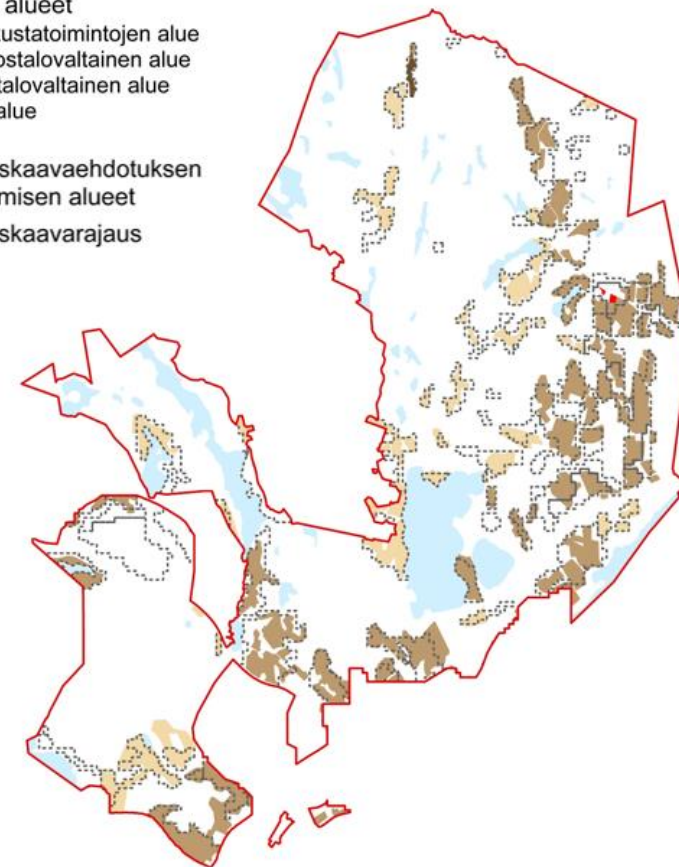 alueet
ustatoimintojen alue
ostalovaltainen alue
talovaltainen alue
alue
skaavaehdotuksen
misen alueet
skaavarajaus